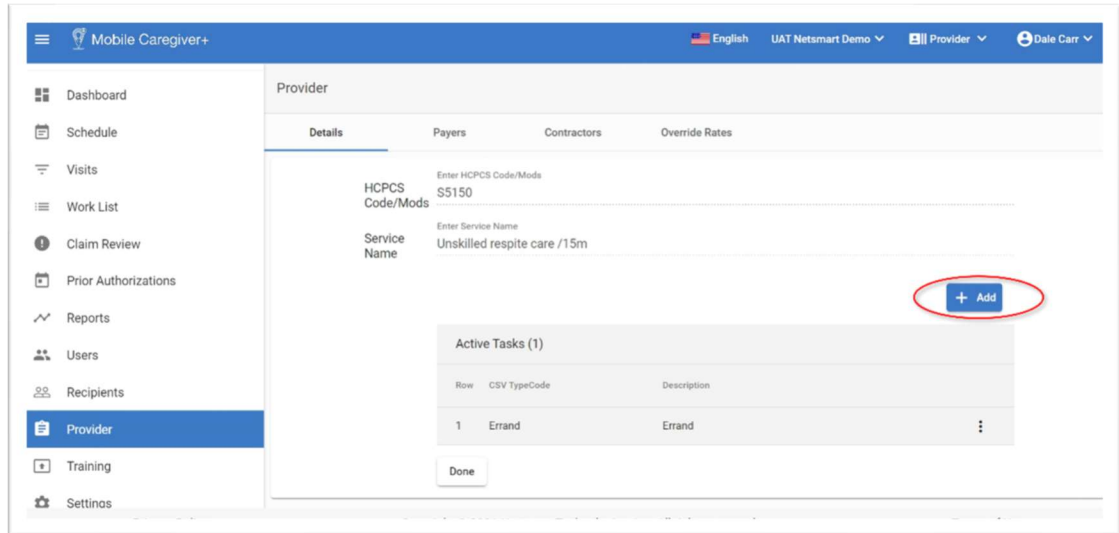 Mobile Caregiver+
English UAT Netsmart Demo Provider Dale Carr
Dashboard
Schedule
Visits
Work List
Claim Review
Prior Authorizations
Reports
Users
Recipients
Provider
Training
Settings
Provider
Details Payers Contractors Override Rates
HCPCS
Code/Mods
Enter HCPCS Code/Mods
S5150
Service
Name
Enter Service Name
Unskilled respite care /15m
+ Add
Active Tasks (1)
Row CSV TypeCode Description
1 Errand Errand
Done